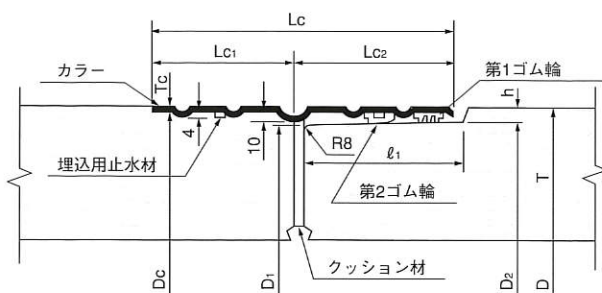 Lc
Lc1
Lc2
カラー
Tc
第1ゴム輪
h
4
10
R8
ℓ1
埋込用止水材
第2ゴム輪
T
クッション材
Dc
D1
D2
D